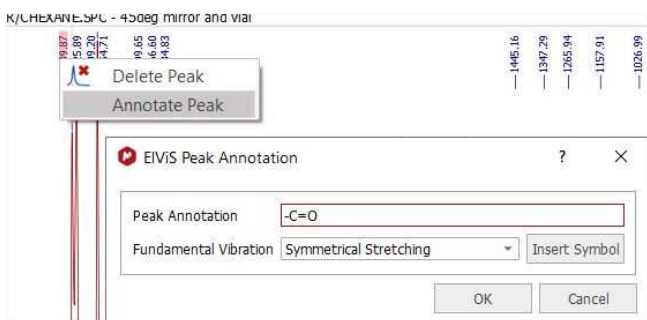 R/CHEXANE.SPC - 45deg mirror and vial
1445.16
1347.29
1265.94
1157.91
1026.99
Delete Peak
Annotate Peak
ElViS Peak Annotation
?
Peak Annotation
-C=O
Fundamental Vibration
Symmetrical Stretching
Insert Symbol
OK
Cancel